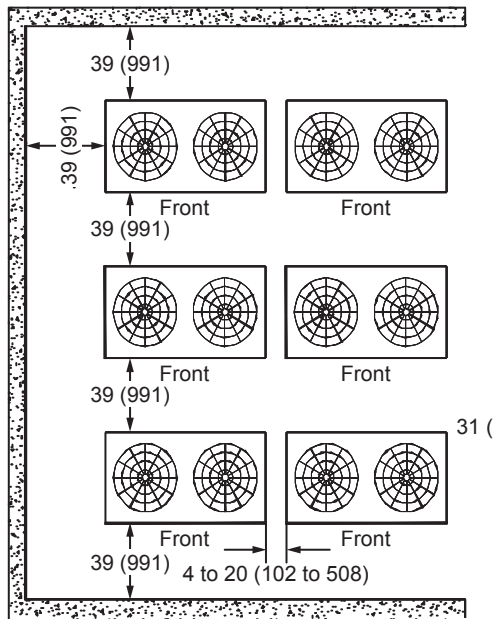 39 (991)
.39 (991)
Front
Front
39 (991)
Front
Front
39 (991)
31 (
Front
Front
39 (991)
4 to 20 (102 to 508)